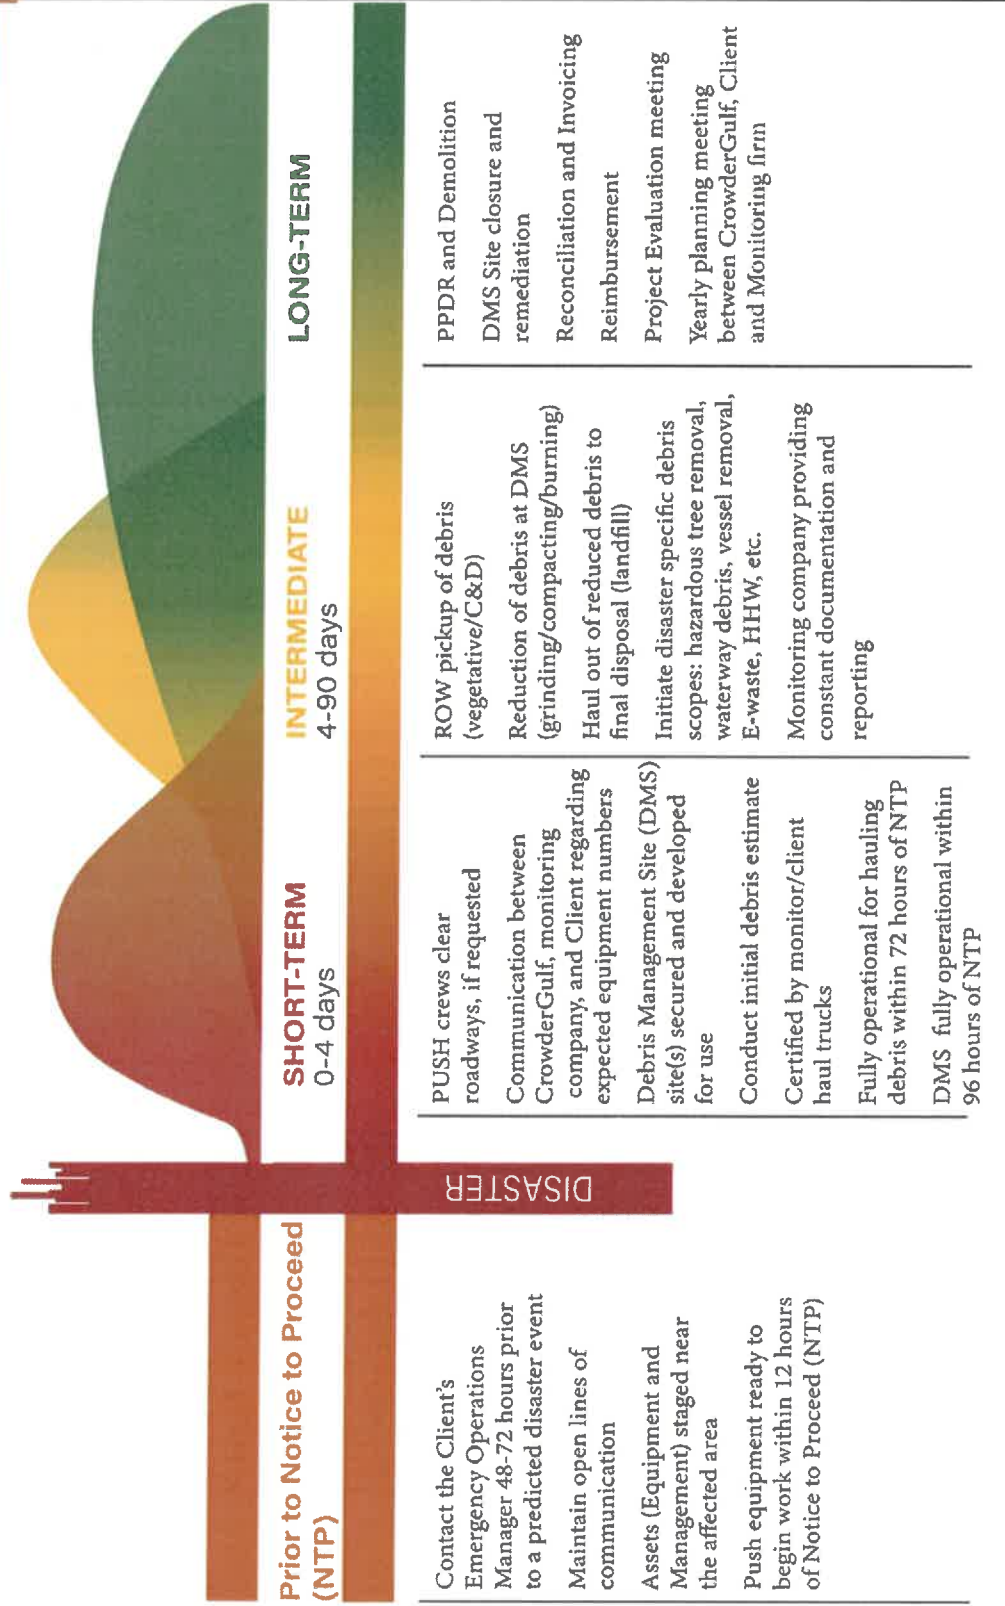 Prior to Notice to Proceed
(NTP)
Contact the Client's
Emergency Operations
Manager 48-72 hours prior
to a predicted disaster event
Maintain open lines of
communication
Assets (Equipment and
Management) staged near
the affected area
Push equipment ready to
begin work within 12 hours
of Notice to Proceed (NTP)
DISASTER
SHORT-TERM
0-4 days
PUSH crews clear
roadways, if requested
Communication between
CrowderGulf, monitoring
company, and Client regarding
expected equipment numbers
Debris Management Site (DMS)
site(s) secured and developed
for use
Conduct initial debris estimate
Certified by monitor/client
haul trucks
Fully operational for hauling
debris within 72 hours of NTP
DMS fully operational within
96 hours of NTP
INTERMEDIATE
4-90 days
ROW pickup of debris
(vegetative/C&D)
Reduction of debris at DMS
(grinding/compacting/burning)
Haul out of reduced debris to
final disposal (landfill)
Initiate disaster specific debris
scopes: hazardous tree removal,
waterway debris, vessel removal,
E-waste, HHW, etc.
Monitoring company providing
constant documentation and
reporting
LONG-TERM
PPDR and Demolition
DMS Site closure and
remediation
Reconciliation and Invoicing
Reimbursement
Project Evaluation meeting
Yearly planning meeting
between CrowderGulf, Client
and Monitoring firm